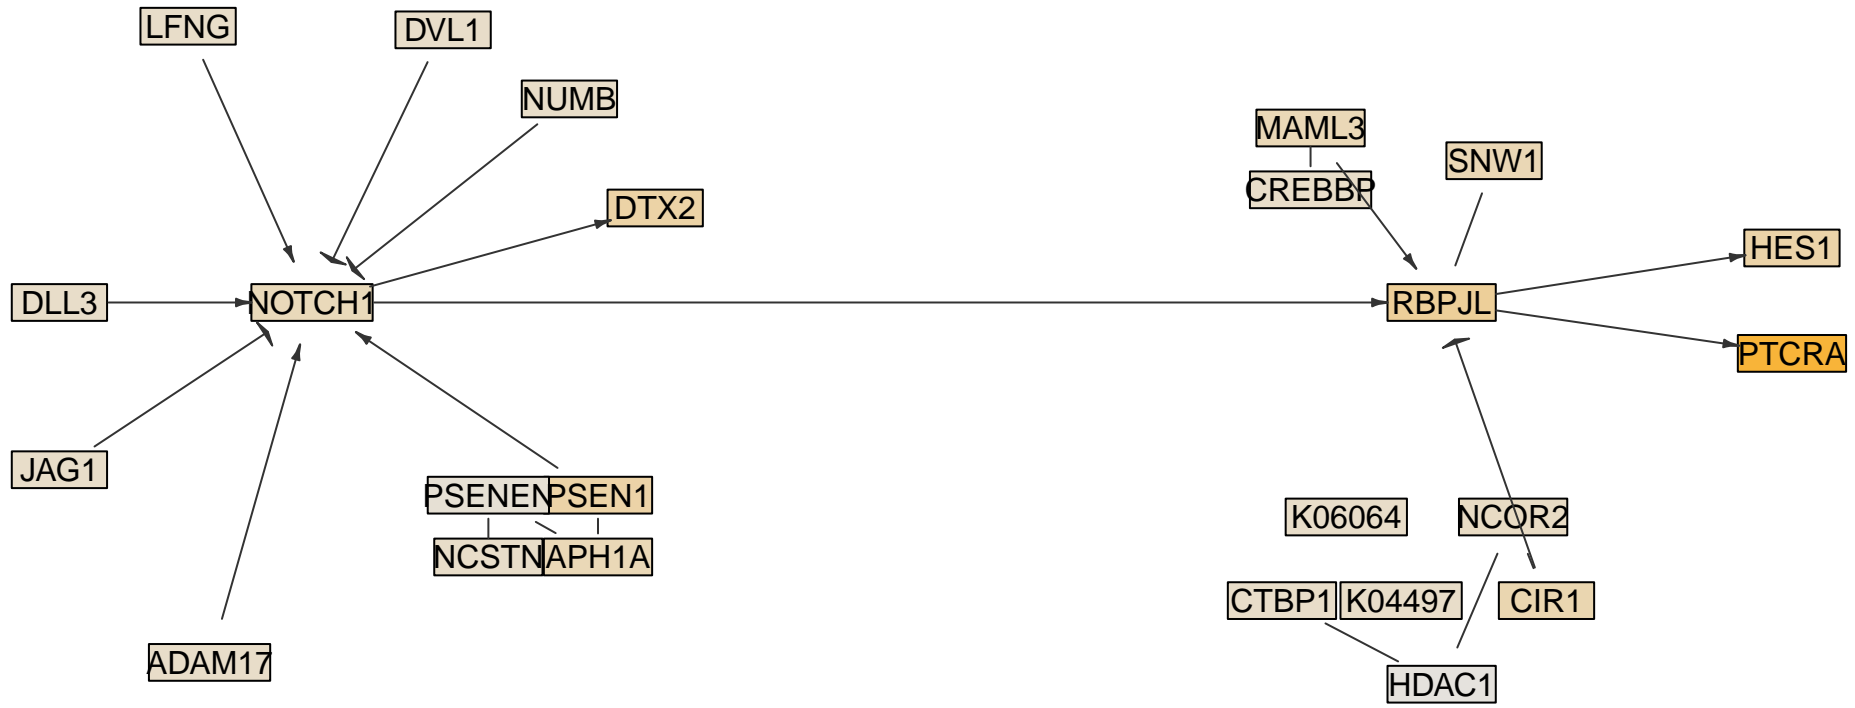 LFNG
DVL1
NUMB
MAML3
SNW1
CREBBP
DTX2
HES1
DLL3
NOTCH1
RBPJL
PTCRA
JAG1
PSENEN
PSEN1
K06064
NCOR2
NCSTN
APH1A
CTBP1
K04497
CIR1
ADAM17
HDAC1